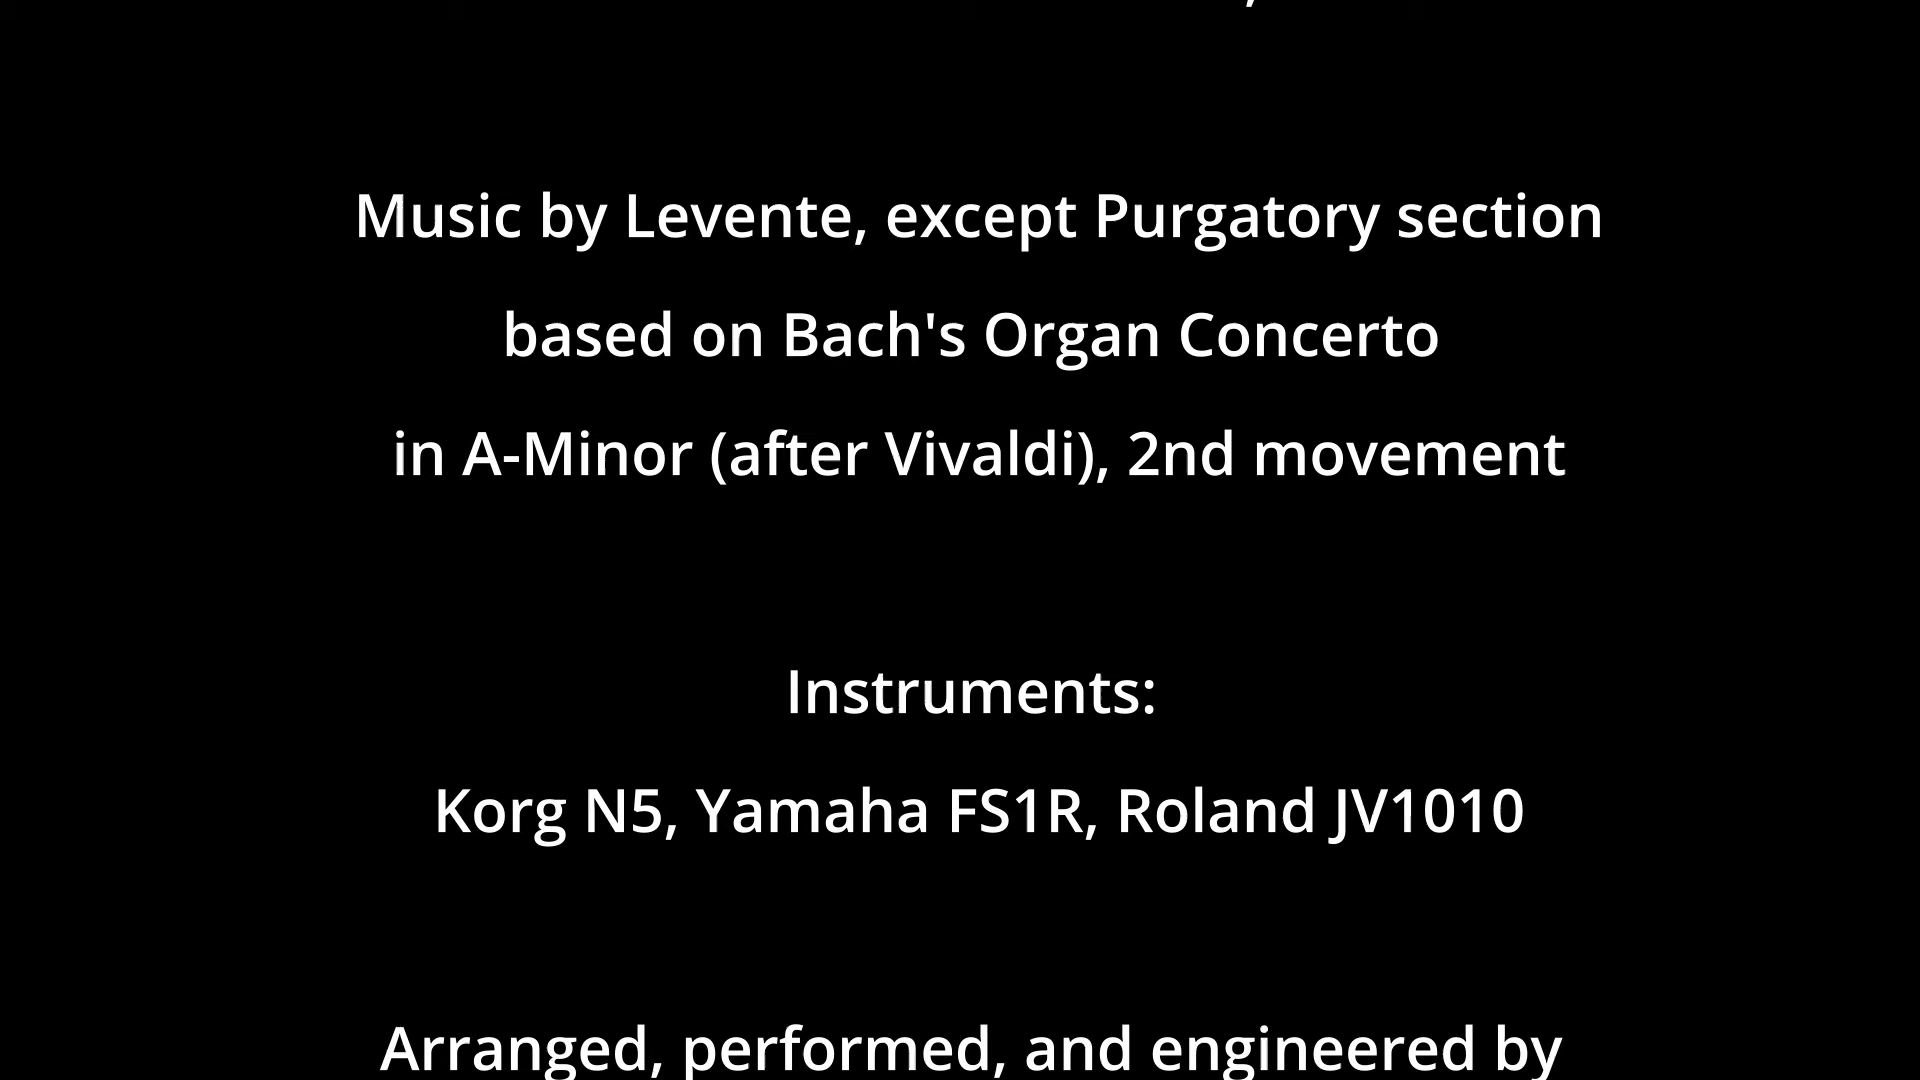 Music by Levente, except Purgatory section
based on Bach's Organ Concerto
in A-Minor (after Vivaldi), 2nd movement
Instruments:
Korg N5, Yamaha FS1R, Roland JV1010
Arranged, performed, and engineered by